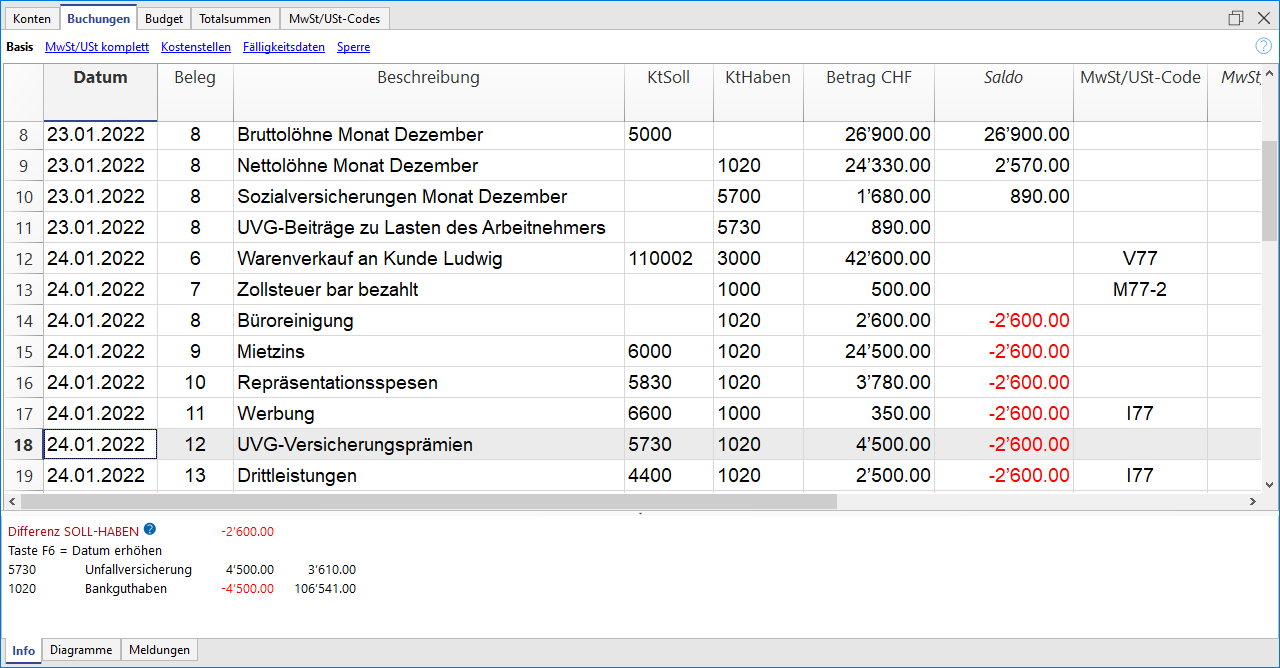 Konten Buchungen Budget Totalsummen MwSt/USt-Codes
Basis MwSt/USt komplett Kostenstellen Fälligkeitsdaten Sperre ?
Datum Beleg Beschreibung KtSoll KtHaben Betrag CHF Saldo MwSt/USt-Code MwSt/
8 23.01.2022 8 Bruttolöhne Monat Dezember 5000 26’900.00 26’900.00
9 23.01.2022 8 Nettolöhne Monat Dezember 1020 24’330.00 2’570.00
10 23.01.2022 8 Sozialversicherungen Monat Dezember 5700 1’680.00 890.00
11 23.01.2022 8 UVG-Beiträge zu Lasten des Arbeitnehmers 5730 890.00
12 24.01.2022 6 Warenverkauf an Kunde Ludwig 110002 3000 42’600.00 V77
13 24.01.2022 7 Zollsteuer bar bezahlt 1000 500.00 M77-2
14 24.01.2022 8 Büroreinigung 1020 2’600.00 -2’600.00
15 24.01.2022 9 Mietzins 6000 1020 24’500.00 -2’600.00
16 24.01.2022 10 Repräsentationsspesen 5830 1020 3’780.00 -2’600.00
17 24.01.2022 11 Werbung 6600 1000 350.00 -2’600.00 I77
18 24.01.2022 12 UVG-Versicherungsprämien 5730 1020 4’500.00 -2’600.00
19 24.01.2022 13 Drittleistungen 4400 1020 2’500.00 -2’600.00 I77
Differenz SOLL-HABEN ? -2’600.00
Taste F6 = Datum erhöhen
5730 Unfallversicherung 4’500.00 3’610.00
1020 Bankguthaben -4’500.00 106’541.00
Info Diagramme Meldungen